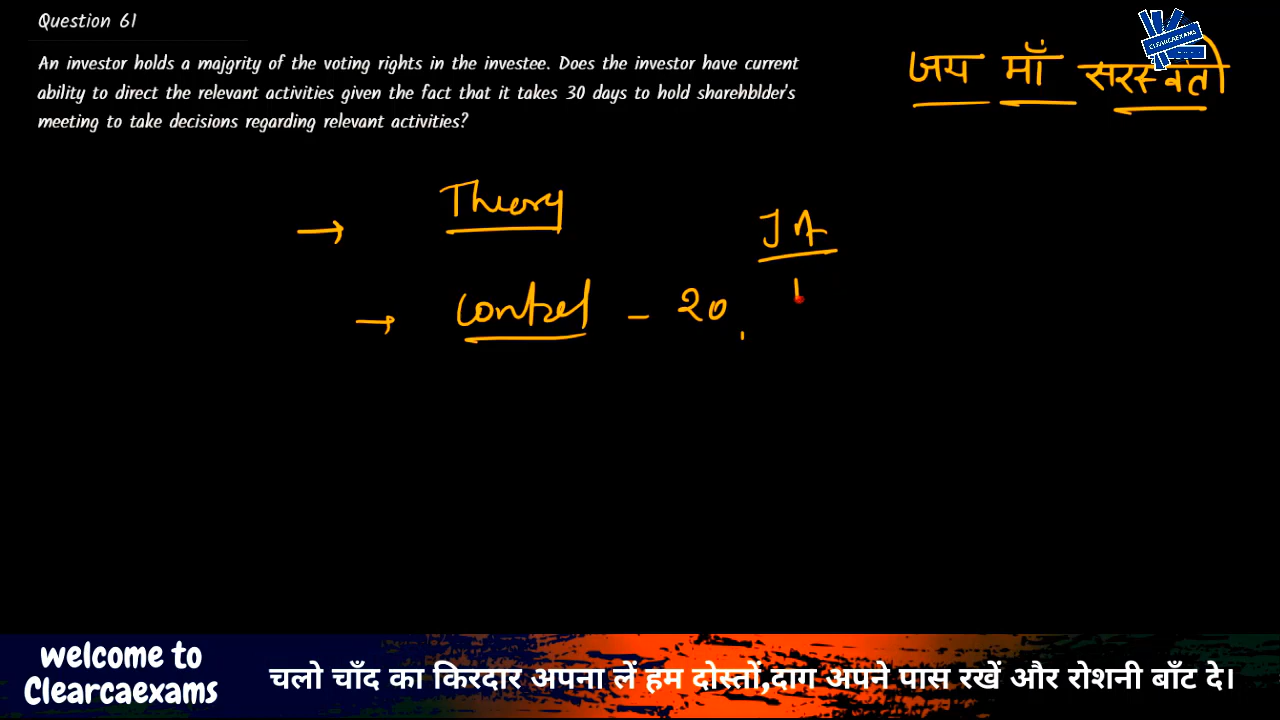 Question 61
जय माँ सरस्वती
CLEARCAEXAMS
An investor holds a majgrity of the voting rights in the investee. Does the investor have current
ability to direct the relevant activities given the fact that it takes 30 days to hold sharehblder's
meeting to take decisions regarding relevant activities?
→ Theory
JA
→ Control - 20,
welcome to
Clearcaexams
चलो चाँद का किरदार अपना लें हम दोस्तों,दाग अपने पास रखें और रोशनी बाँट दे।